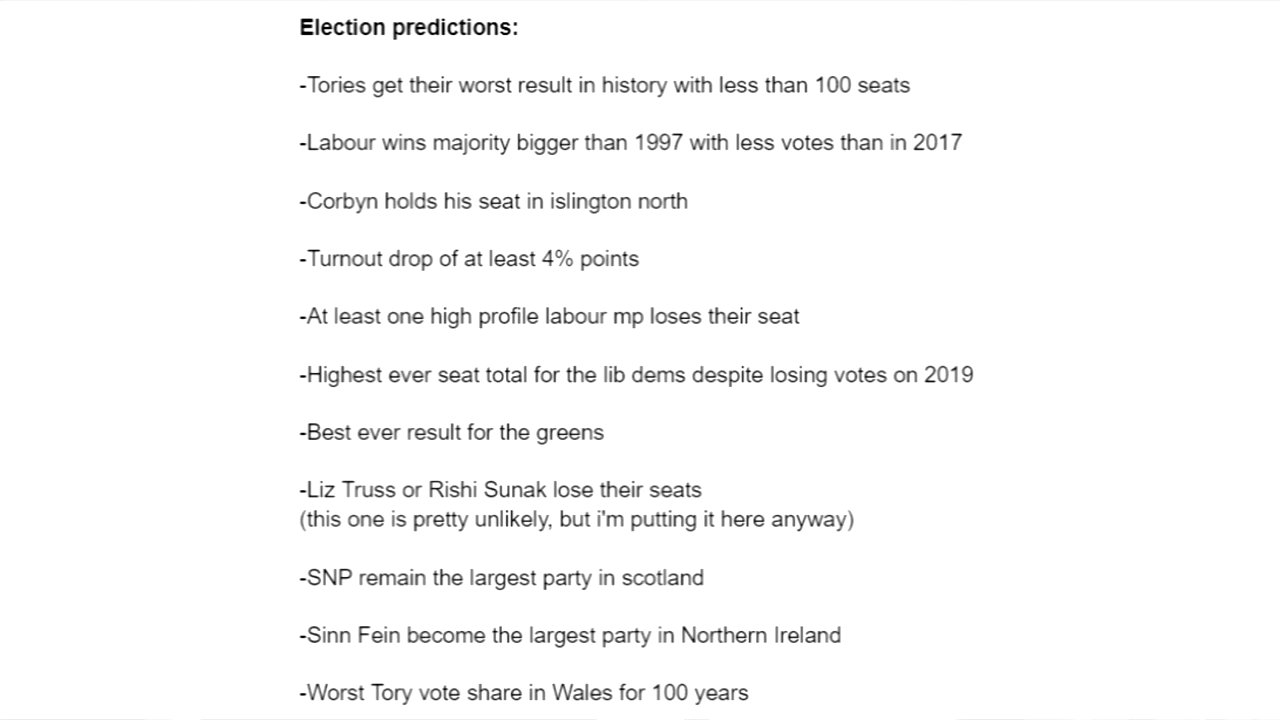 Election predictions:
-Tories get their worst result in history with less than 100 seats
-Labour wins majority bigger than 1997 with less votes than in 2017
-Corbyn holds his seat in islington north
-Turnout drop of at least 4% points
-At least one high profile labour mp loses their seat
-Highest ever seat total for the lib dems despite losing votes on 2019
-Best ever result for the greens
-Liz Truss or Rishi Sunak lose their seats
(this one is pretty unlikely, but i'm putting it here anyway)
-SNP remain the largest party in scotland
-Sinn Fein become the largest party in Northern Ireland
-Worst Tory vote share in Wales for 100 years